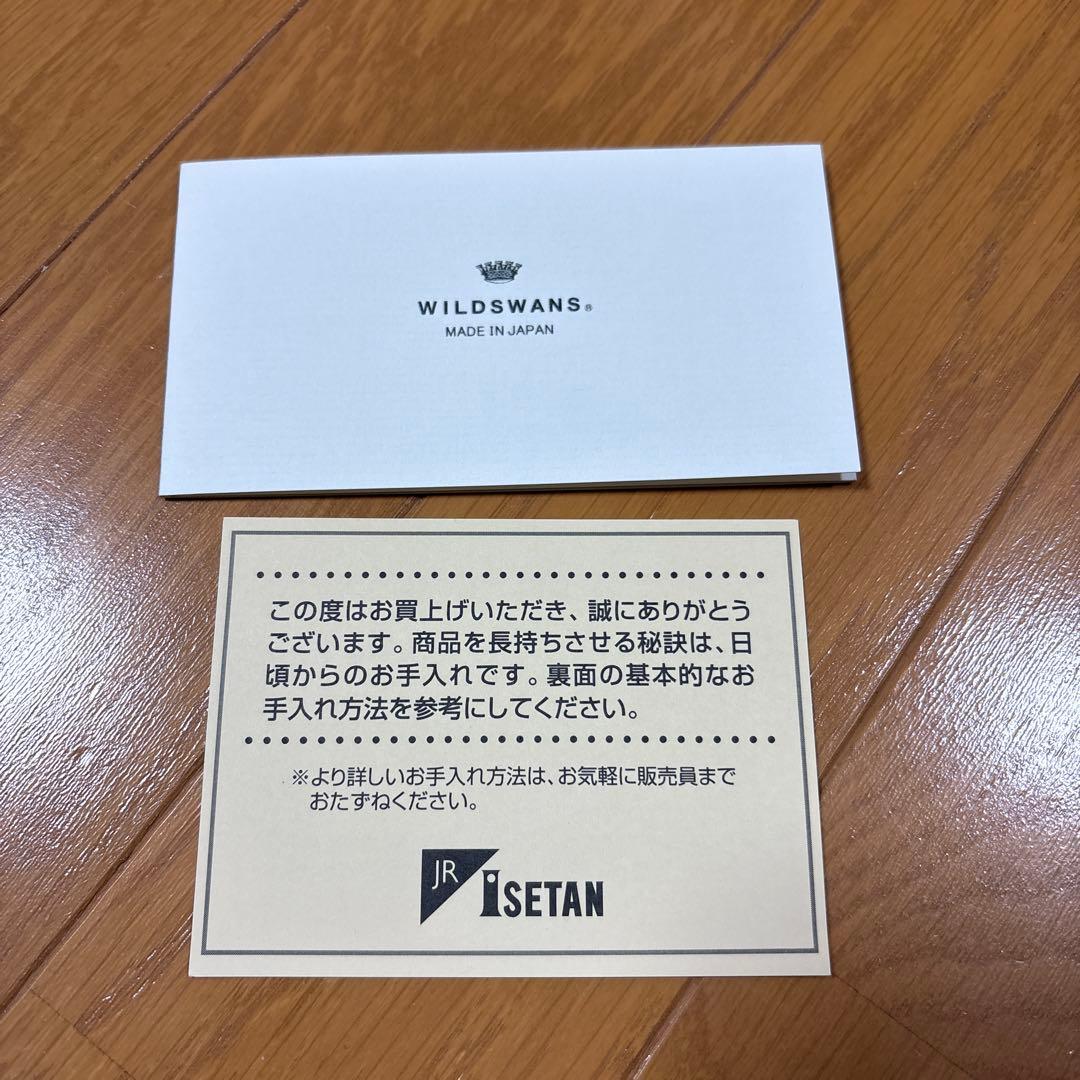 WILDSWANS®
MADE IN JAPAN
この度はお買上げいただき、誠にありがとう
ございます。商品を長持ちさせる秘訣は、日
頃からのお手入れです。裏面の基本的なお
手入れ方法を参考にしてください。
※より詳しいお手入れ方法は、お気軽に販売員まで
おたずねください。
JR ISETAN